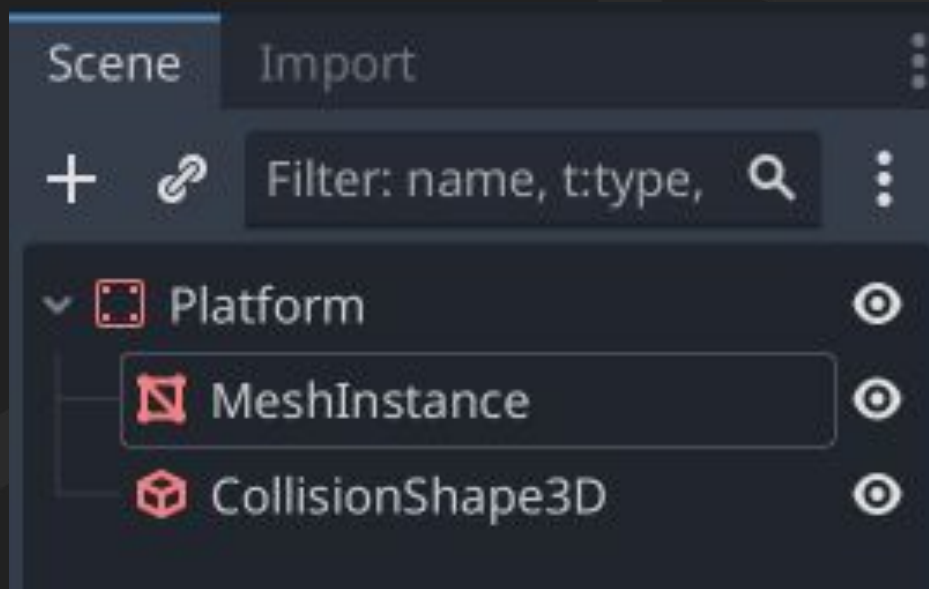 Scene Import
Filter: name, t:type,
Platform
MeshInstance
CollisionShape3D